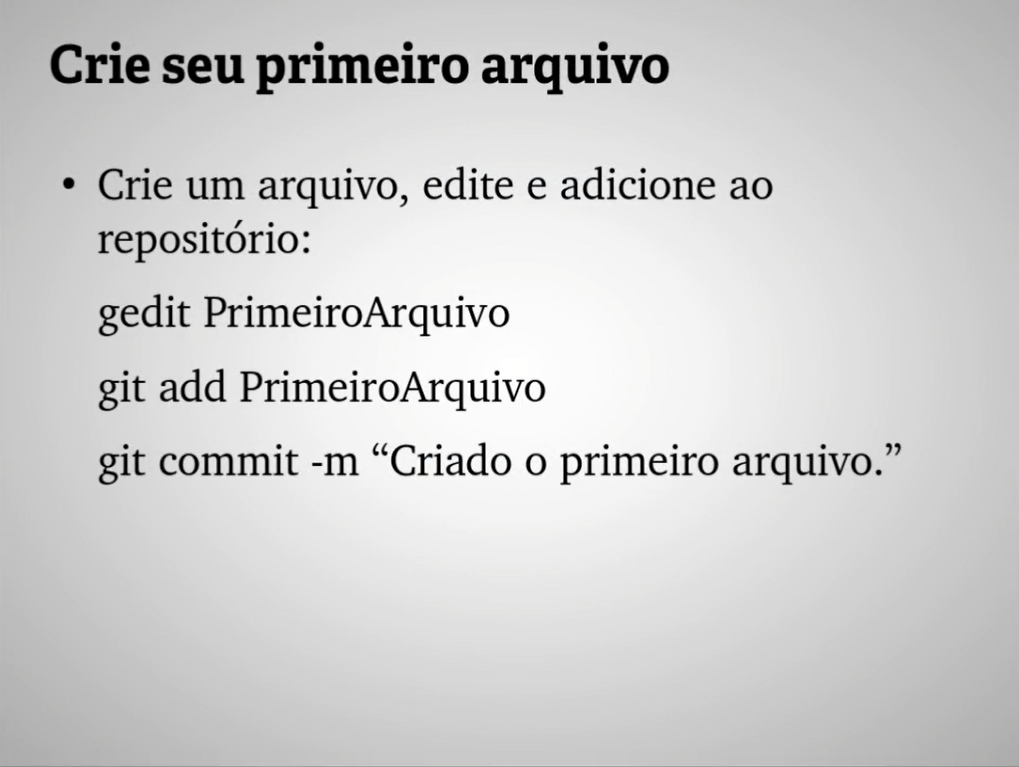 Crie seu primeiro arquivo
• Crie um arquivo, edite e adicione ao
repositório:
gedit PrimeiroArquivo
git add PrimeiroArquivo
git commit -m “Criado o primeiro arquivo.”